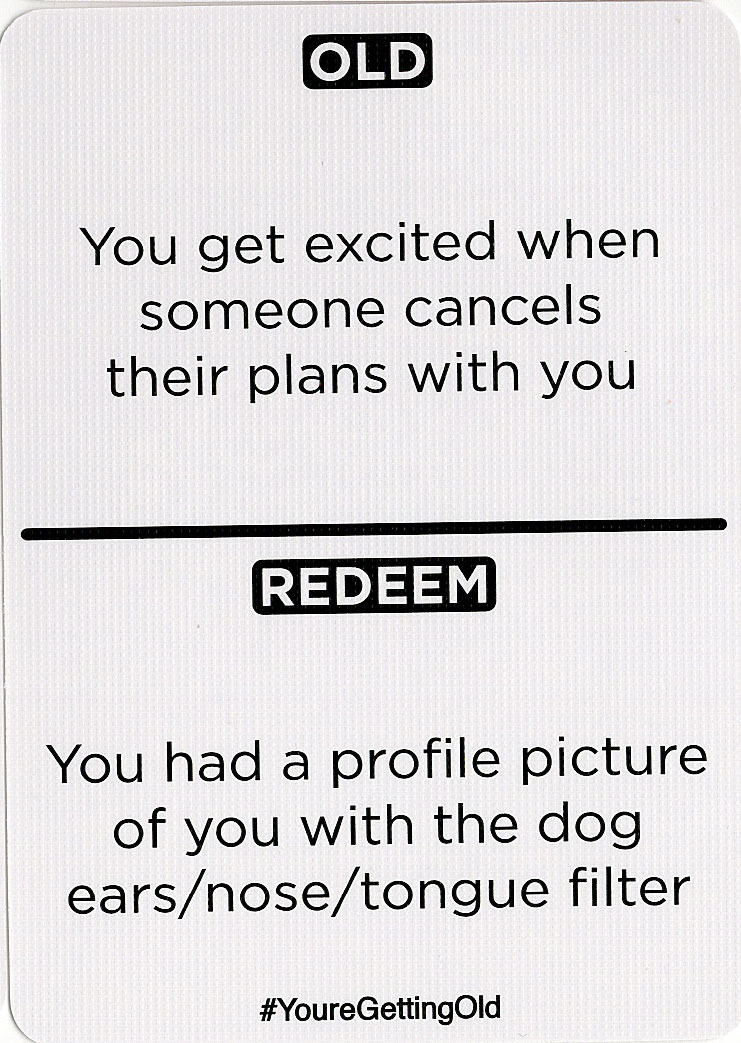 OLD
You get excited when
someone cancels
their plans with you
REDEEM
You had a profile picture
of you with the dog
ears/nose/tongue filter
#YoureGettingOld